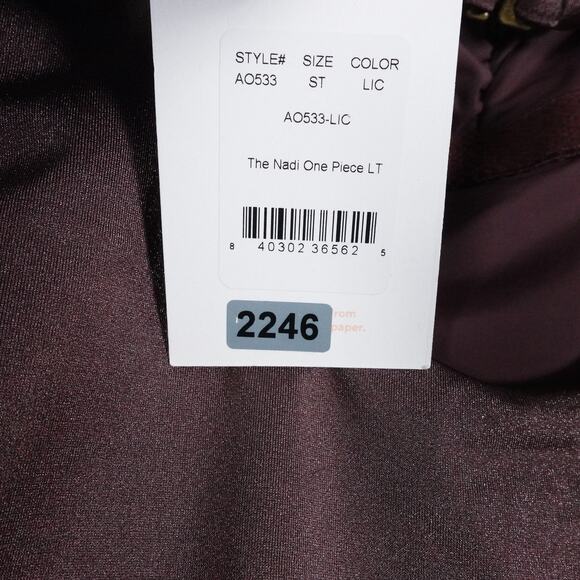 STYLE# SIZE COLOR
AO533 ST LIC
AO533-LIC
The Nadi One Piece LT
8 40302 36562 5
2246
from
paper.